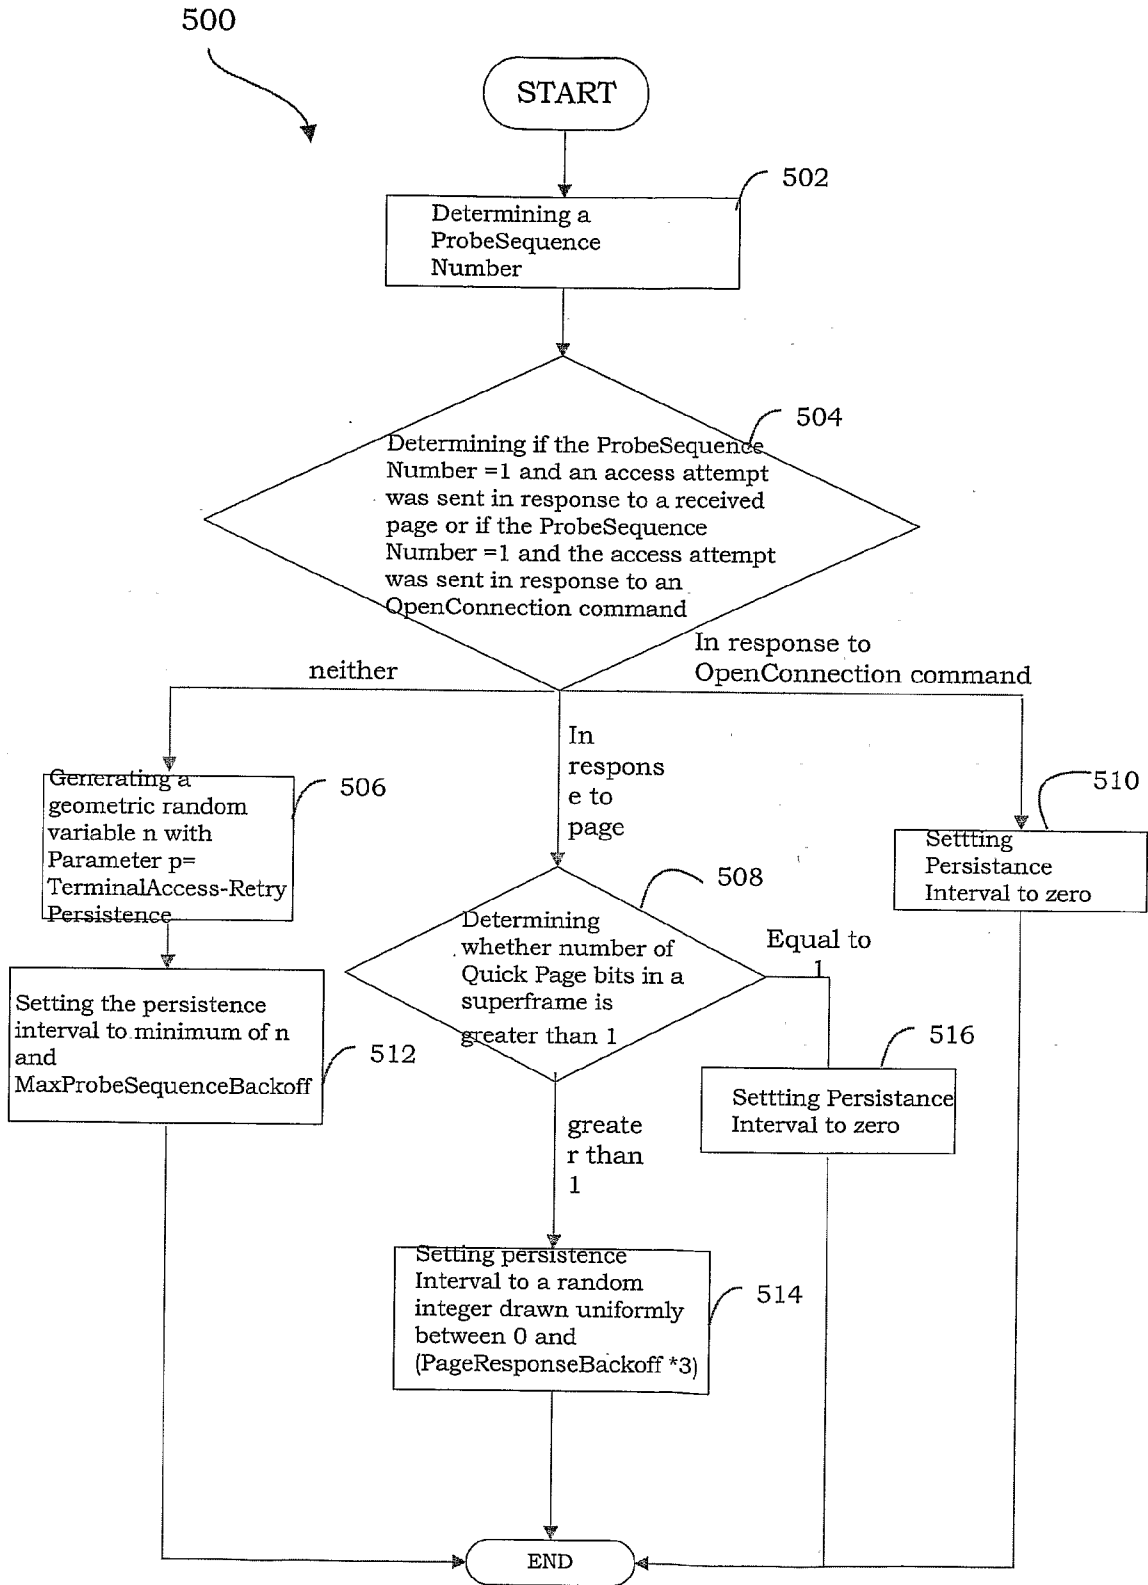 500
START
502
Determining a
ProbeSequence
Number
504
Determining if the ProbeSequence
Number =1 and an access attempt
was sent in response to a received
page or if the ProbeSequence
Number =1 and the access attempt
was sent in response to an
OpenConnection command
neither
In response to
OpenConnection command
In
respons
e to
page
506
Generating a
geometric random
variable n with
Parameter p=
TerminalAccess-Retry
Persistence
510
Settting
Persistance
Interval to zero
508
Determining
whether number of
Quick Page bits in a
superframe is
greater than 1
Equal to
1
Setting the persistence
interval to minimum of n
and
MaxProbeSequenceBackoff
512
516
Settting Persistance
Interval to zero
greate
r than
1
Setting persistence
Interval to a random
integer drawn uniformly
between 0 and
(PageResponseBackoff *3)
514
END